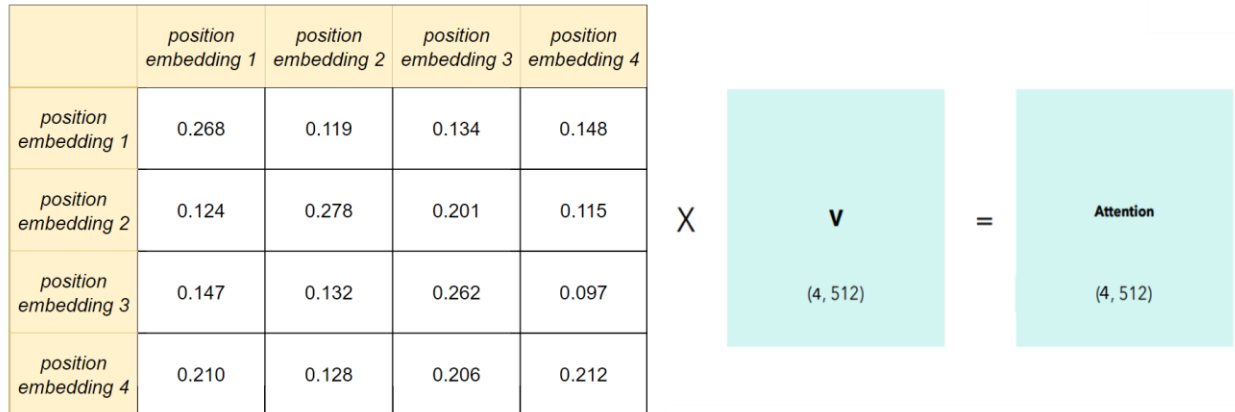 position embedding 1
position embedding 2
position embedding 3
position embedding 4
position embedding 1 0.268 0.119 0.134 0.148
position embedding 2 0.124 0.278 0.201 0.115
position embedding 3 0.147 0.132 0.262 0.097
position embedding 4 0.210 0.128 0.206 0.212
X
V
(4, 512)
=
Attention
(4, 512)